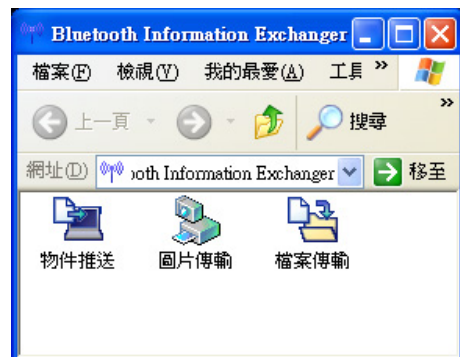 Bluetooth Information Exchanger
檔案(F) 檢視(V) 我的最愛(A) 工具 »
上一頁 搜尋 »
網址(D) ooth Information Exchanger 移至
物件推送 圖片傳輸 檔案傳輸